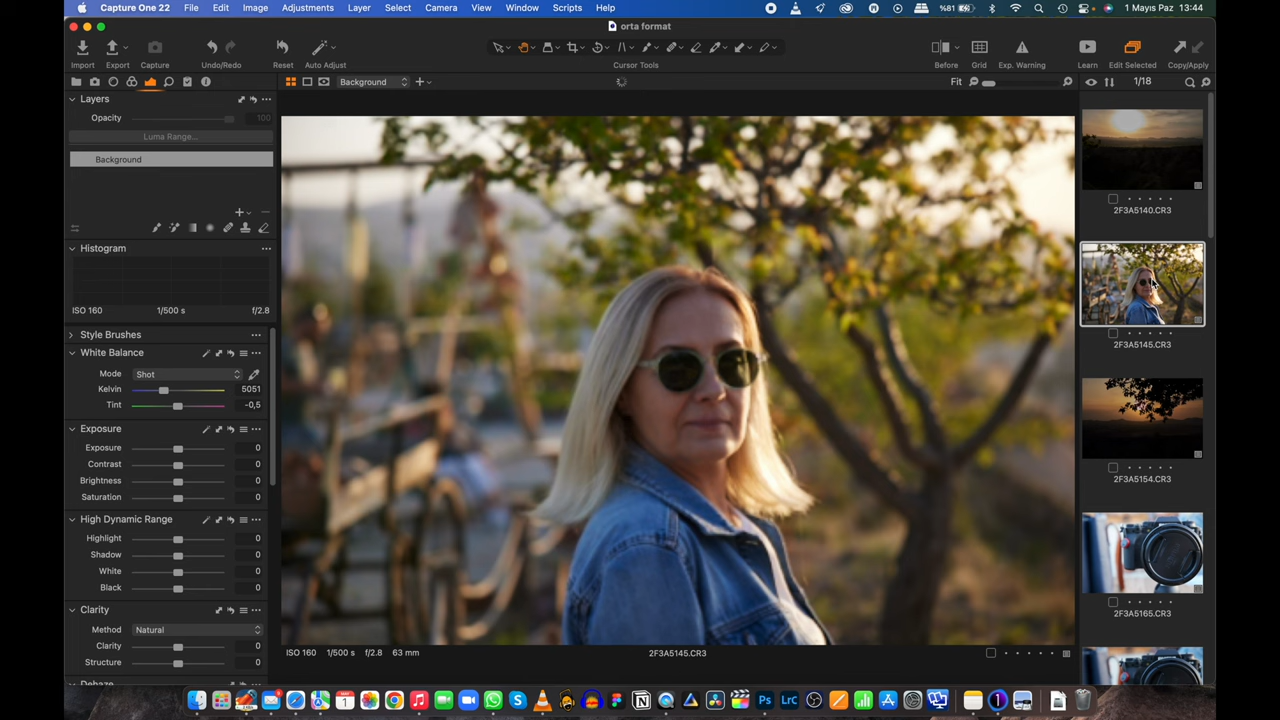 Capture One 22 File Edit Image Adjustments Layer Select Camera View Window Scripts Help %81 1 Mayıs Paz 13:44
orta format
Import Export Capture Undo/Redo Reset Auto Adjust Cursor Tools Before Grid Exp. Warning Learn Edit Selected Copy/Apply
Background Fit 1/18
Layers
Opacity 100
Luma Range...
Background
Histogram
ISO 160 1/500 s f/2.8
Style Brushes
White Balance
Mode Shot
Kelvin 5051
Tint -0,5
Exposure
Exposure 0
Contrast 0
Brightness 0
Saturation 0
High Dynamic Range
Highlight 0
Shadow 0
White 0
Black 0
Clarity
Method Natural
Clarity 0
Structure 0
Dehaze
ISO 160 1/500 s f/2.8 63 mm 2F3A5145.CR3
2F3A5140.CR3
2F3A5145.CR3
2F3A5154.CR3
2F3A5165.CR3
Ps LrC